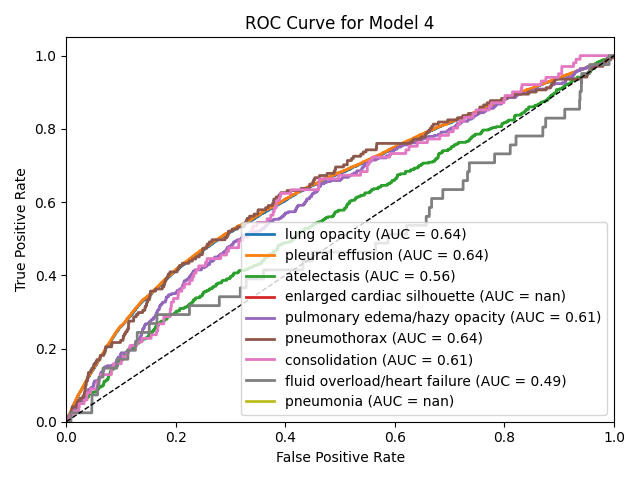 ROC Curve for Model 4
True Positive Rate
1.0
0.8
0.6
0.4
0.2
0.0
lung opacity (AUC = 0.64)
pleural effusion (AUC = 0.64)
atelectasis (AUC = 0.56)
enlarged cardiac silhouette (AUC = nan)
pulmonary edema/hazy opacity (AUC = 0.61)
pneumothorax (AUC = 0.64)
consolidation (AUC = 0.61)
fluid overload/heart failure (AUC = 0.49)
pneumonia (AUC = nan)
0.0 0.2 0.4 0.6 0.8 1.0
False Positive Rate